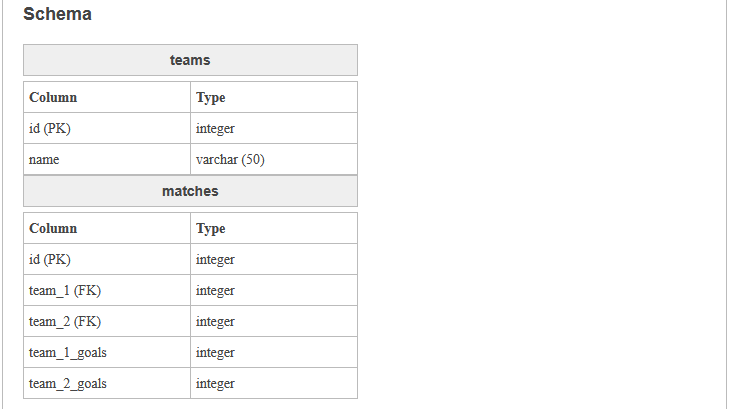 Schema
teams
Column Type
id (PK) integer
name varchar (50)
matches
Column Type
id (PK) integer
team_1 (FK) integer
team_2 (FK) integer
team_1_goals integer
team_2_goals integer